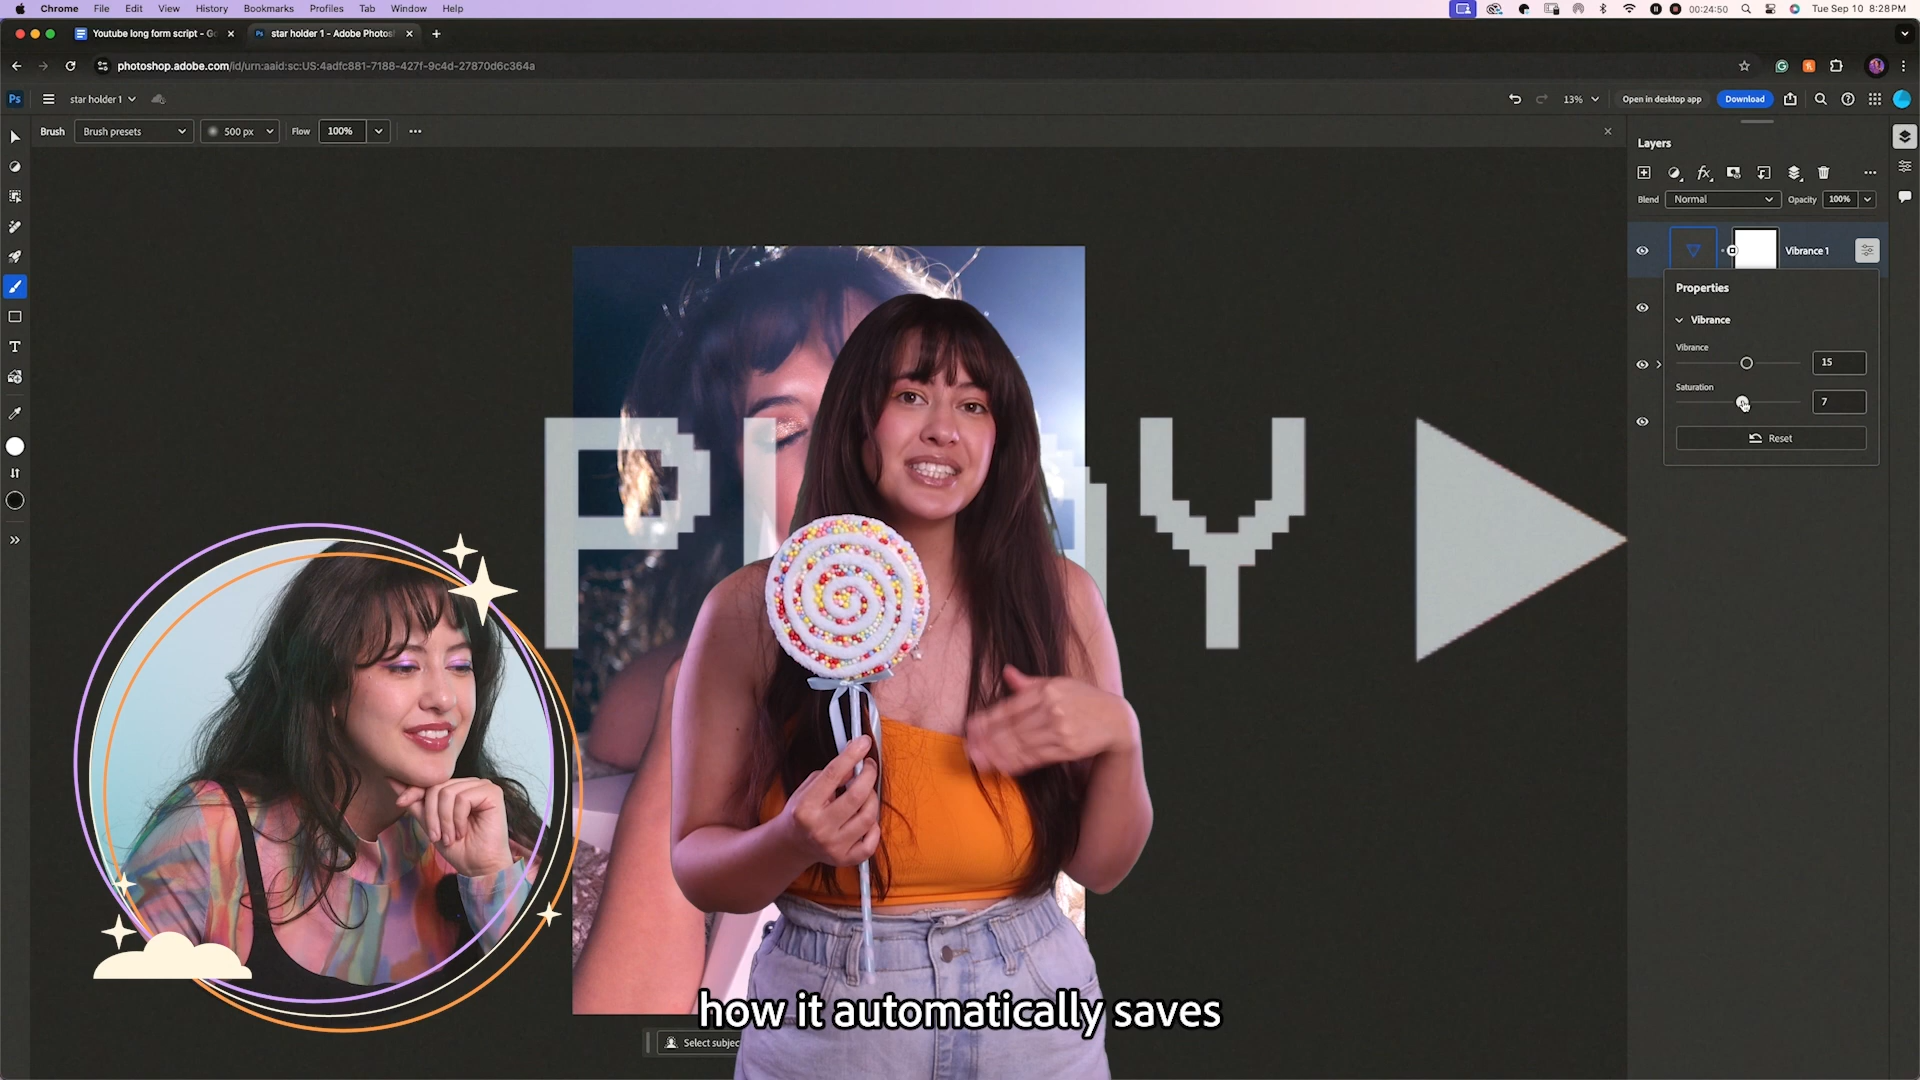 Chrome File Edit View History Bookmarks Profiles Tab Window Help 00:24:50 Tue Sep 10 8:28PM
Youtube long form script - star holder 1 - Adobe Photos
photoshop.adobe.com/id/urn:aaid:sc:US:4adfc881-7188-427f-9c4d-27870d6c364a
Ps star holder 1 13% Open in desktop app Download
Brush Brush presets 500 px Flow 100%
Layers
Blend Normal Opacity 100%
Vibrance 1
Properties
Vibrance
Vibrance
15
Saturation
7
Reset
PLAY
how it automatically saves
Select subjec